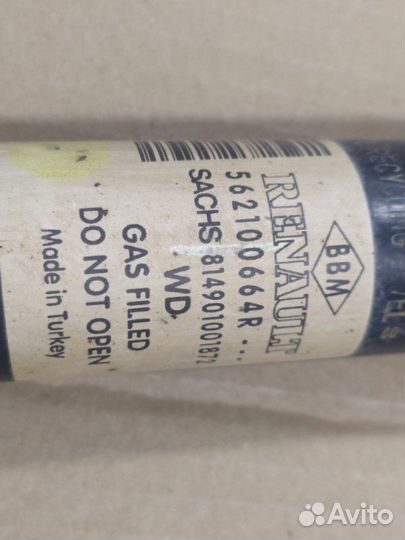 BBM
RENAULT
562100664R •••
SACHS 814901001872
WD
GAS FILLED
DO NOT OPEN
Made in Turkey
Avito